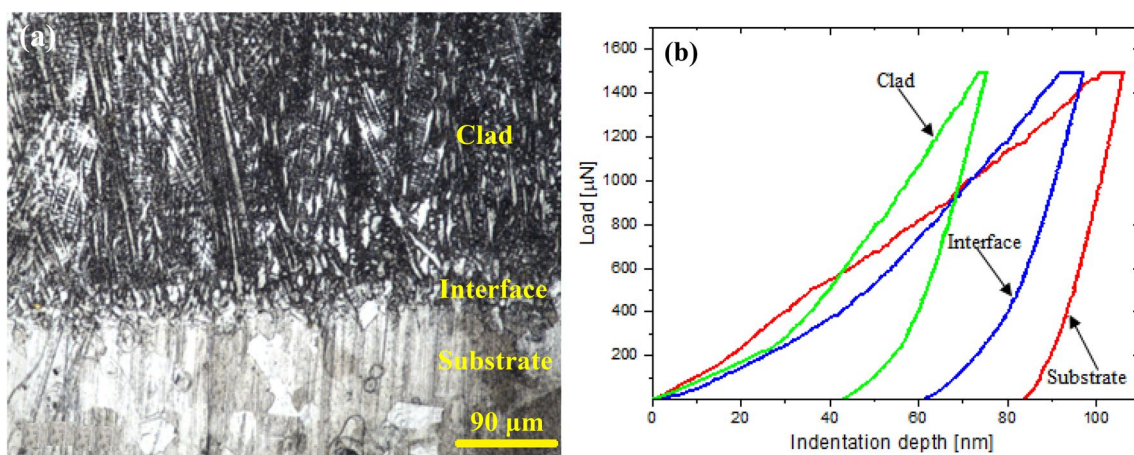 (a)
Clad
Interface
Substrate
90 μm
(b)
Load [μN]
1600
1400
1200
1000
800
600
400
200
0
20
40
60
80
100
Indentation depth [nm]
Clad
Interface
Substrate